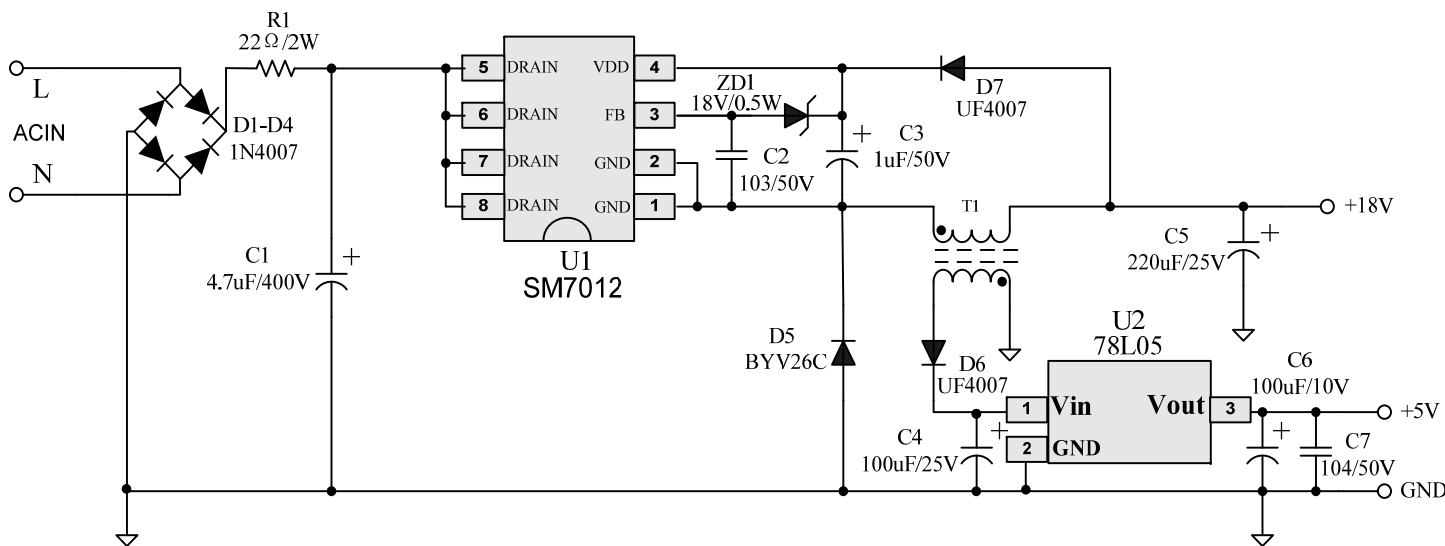 R1
22Ω/2W
L
ACIN
N
D1-D4
1N4007
C1
4.7uF/400V
5 DRAIN
6 DRAIN
7 DRAIN
8 DRAIN
VDD 4
FB 3
GND 2
GND 1
U1
SM7012
ZD1
18V/0.5W
C2
103/50V
C3
1uF/50V
+
D7
UF4007
T1
+18V
C5
220uF/25V
+
+
D5
BYV26C
D6
UF4007
U2
78L05
1 Vin
Vout 3
2 GND
C4
100uF/25V
+
C6
100uF/10V
+
C7
104/50V
+5V
GND